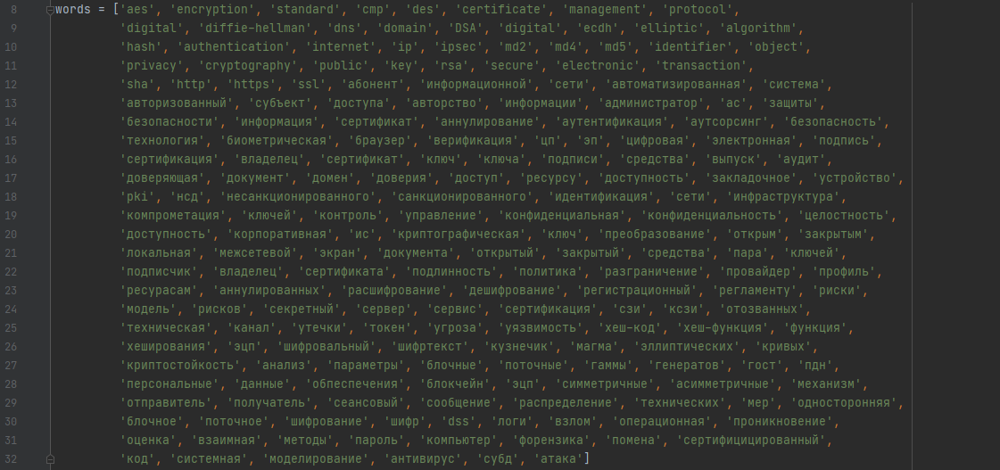 8 words = ['aes', 'encryption', 'standard', 'cmp', 'des', 'certificate', 'management', 'protocol',
9 'digital', 'diffie-hellman', 'dns', 'domain', 'DSA', 'digital', 'ecdh', 'elliptic', 'algorithm',
10 'hash', 'authentication', 'internet', 'ip', 'ipsec', 'md2', 'md4', 'md5', 'identifier', 'object',
11 'privacy', 'cryptography', 'public', 'key', 'rsa', 'secure', 'electronic', 'transaction',
12 'sha', 'http', 'https', 'ssl', 'абонент', 'информационной', 'сети', 'автоматизированная', 'система',
13 'авторизованный', 'субъект', 'доступа', 'авторство', 'информации', 'администратор', 'ас', 'защиты',
14 'безопасности', 'информация', 'сертификат', 'аннулирование', 'аутентификация', 'аутсорсинг', 'безопасность',
15 'технология', 'биометрическая', 'браузер', 'верификация', 'цп', 'эп', 'цифровая', 'электронная', 'подпись',
16 'сертификация', 'владелец', 'сертификат', 'ключ', 'ключа', 'подписи', 'средства', 'выпуск', 'аудит',
17 'доверяющая', 'документ', 'домен', 'доверия', 'доступ', 'ресурсу', 'доступность', 'закладочное', 'устройство',
18 'pki', 'нсд', 'несанкционированного', 'санкционированного', 'идентификация', 'сети', 'инфраструктура',
19 'компрометация', 'ключей', 'контроль', 'управление', 'конфиденциальная', 'конфиденциальность', 'целостность',
20 'доступность', 'корпоративная', 'ис', 'криптографическая', 'ключ', 'преобразование', 'открым', 'закрытым',
21 'локальная', 'межсетевой', 'экран', 'документа', 'открытый', 'закрытый', 'средства', 'пара', 'ключей',
22 'подписчик', 'владелец', 'сертификата', 'подлинность', 'политика', 'разграничение', 'провайдер', 'профиль',
23 'ресурасам', 'аннулированных', 'расшифрование', 'дешифрование', 'регистрационный', 'регламенту', 'риски',
24 'модель', 'рисков', 'секретный', 'сервер', 'сервис', 'сертификация', 'сзи', 'ксзи', 'отозванных',
25 'техническая', 'канал', 'утечки', 'токен', 'угроза', 'уязвимость', 'хеш-код', 'хеш-функция', 'функция',
26 'хеширования', 'эцп', 'шифровальный', 'шифртекст', 'кузнечик', 'магма', 'эллиптических', 'кривых',
27 'криптостойкость', 'анализ', 'параметры', 'блочные', 'поточные', 'гаммы', 'генератов', 'гост', 'пдн',
28 'персональные', 'данные', 'обпеспечения', 'блокчейн', 'эцп', 'симметричные', 'асимметричные', 'механизм',
29 'отправитель', 'получатель', 'сеансовый', 'сообщение', 'распределение', 'технических', 'мер', 'односторонняя',
30 'блочное', 'поточное', 'шифрование', 'шифр', 'dss', 'логи', 'взлом', 'операционная', 'проникновение',
31 'оценка', 'взаимная', 'методы', 'пароль', 'компьютер', 'форензика', 'помена', 'сертифицицированный',
32 'код', 'системная', 'моделирование', 'антивирус', 'субд', 'атака']